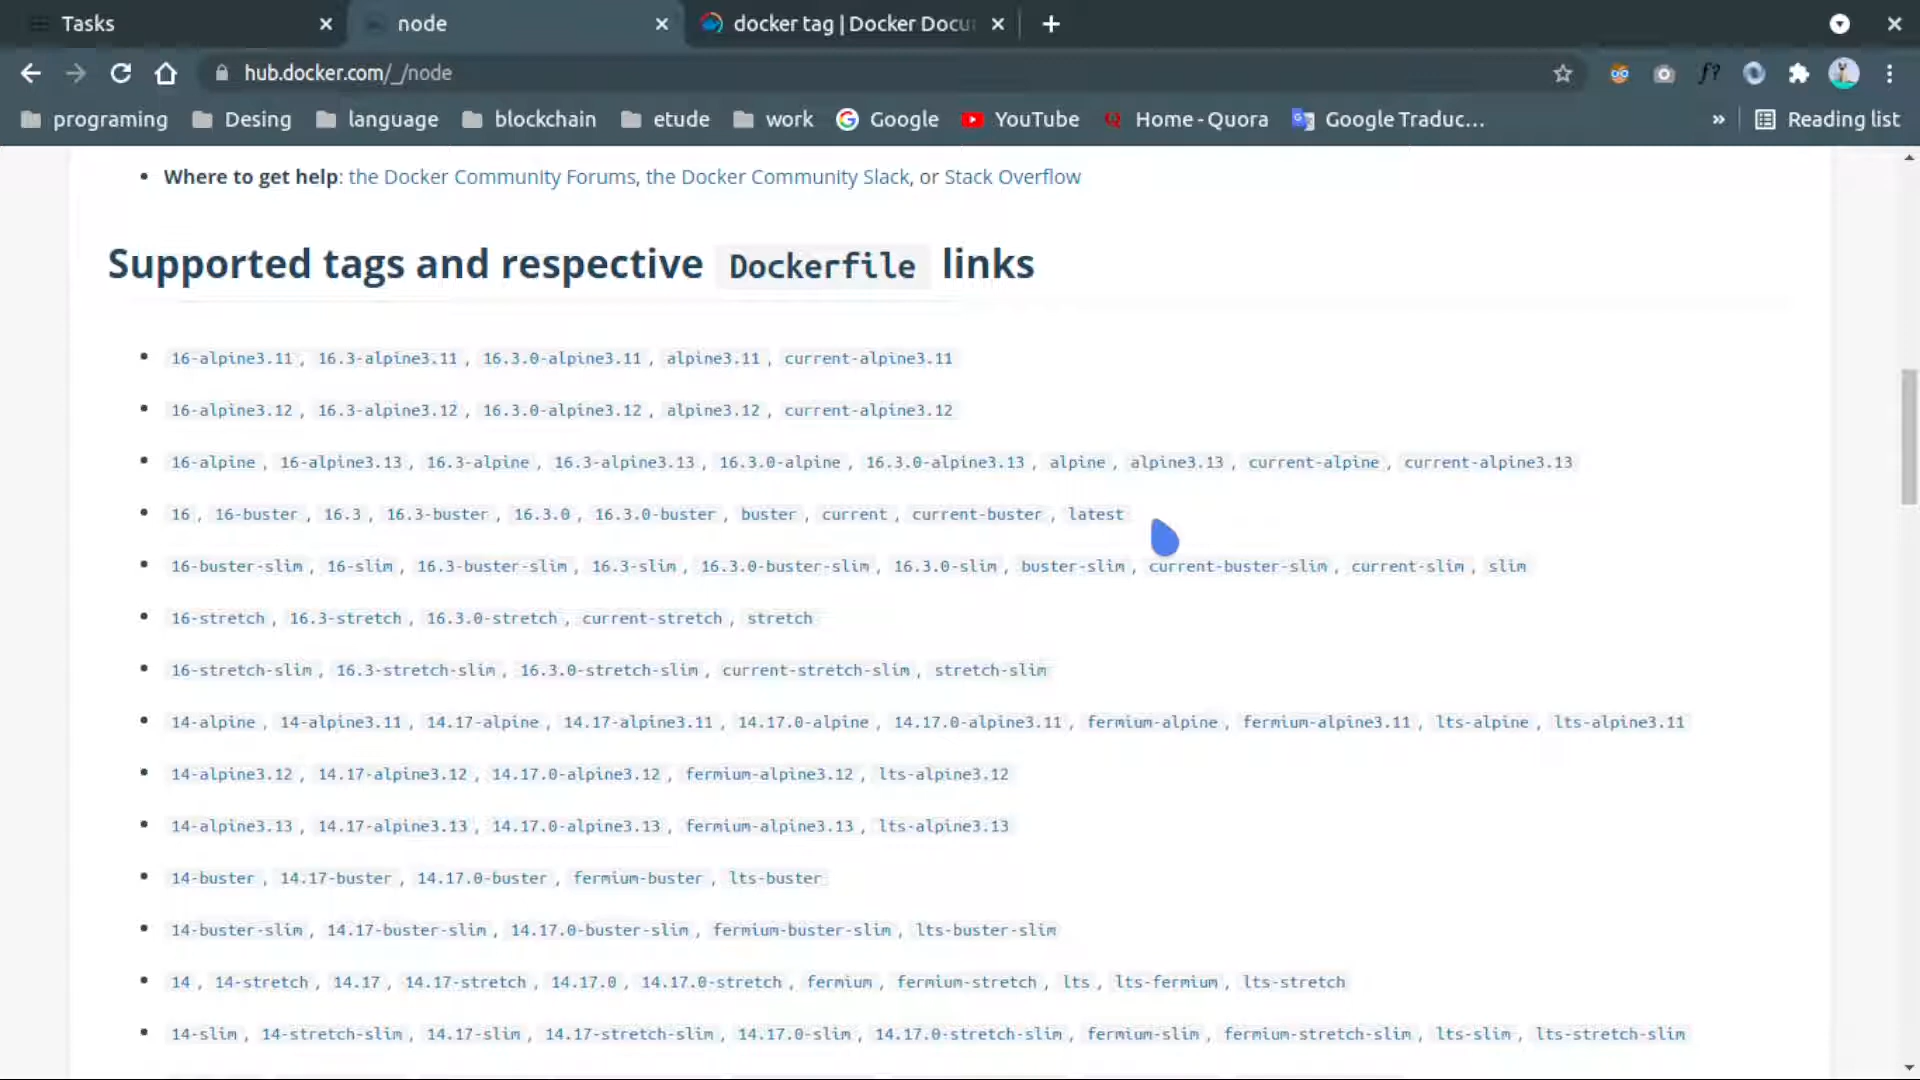 Tasks
node
docker tag | Docker Docu
hub.docker.com/_/node
f?
programing
Desing
language
blockchain
etude
work
Google
YouTube
Home - Quora
Google Traduc...
»
Reading list
Where to get help: the Docker Community Forums, the Docker Community Slack, or Stack Overflow
Supported tags and respective Dockerfile links
16-alpine3.11, 16.3-alpine3.11, 16.3.0-alpine3.11, alpine3.11, current-alpine3.11
16-alpine3.12, 16.3-alpine3.12, 16.3.0-alpine3.12, alpine3.12, current-alpine3.12
16-alpine, 16-alpine3.13, 16.3-alpine, 16.3-alpine3.13, 16.3.0-alpine, 16.3.0-alpine3.13, alpine, alpine3.13, current-alpine, current-alpine3.13
16, 16-buster, 16.3, 16.3-buster, 16.3.0, 16.3.0-buster, buster, current, current-buster, latest
16-buster-slim, 16-slim, 16.3-buster-slim, 16.3-slim, 16.3.0-buster-slim, 16.3.0-slim, buster-slim, current-buster-slim, current-slim, slim
16-stretch, 16.3-stretch, 16.3.0-stretch, current-stretch, stretch
16-stretch-slim, 16.3-stretch-slim, 16.3.0-stretch-slim, current-stretch-slim, stretch-slim
14-alpine, 14-alpine3.11, 14.17-alpine, 14.17-alpine3.11, 14.17.0-alpine, 14.17.0-alpine3.11, fermium-alpine, fermium-alpine3.11, lts-alpine, lts-alpine3.11
14-alpine3.12, 14.17-alpine3.12, 14.17.0-alpine3.12, fermium-alpine3.12, lts-alpine3.12
14-alpine3.13, 14.17-alpine3.13, 14.17.0-alpine3.13, fermium-alpine3.13, lts-alpine3.13
14-buster, 14.17-buster, 14.17.0-buster, fermium-buster, lts-buster
14-buster-slim, 14.17-buster-slim, 14.17.0-buster-slim, fermium-buster-slim, lts-buster-slim
14, 14-stretch, 14.17, 14.17-stretch, 14.17.0, 14.17.0-stretch, fermium, fermium-stretch, lts, lts-fermium, lts-stretch
14-slim, 14-stretch-slim, 14.17-slim, 14.17-stretch-slim, 14.17.0-slim, 14.17.0-stretch-slim, fermium-slim, fermium-stretch-slim, lts-slim, lts-stretch-slim